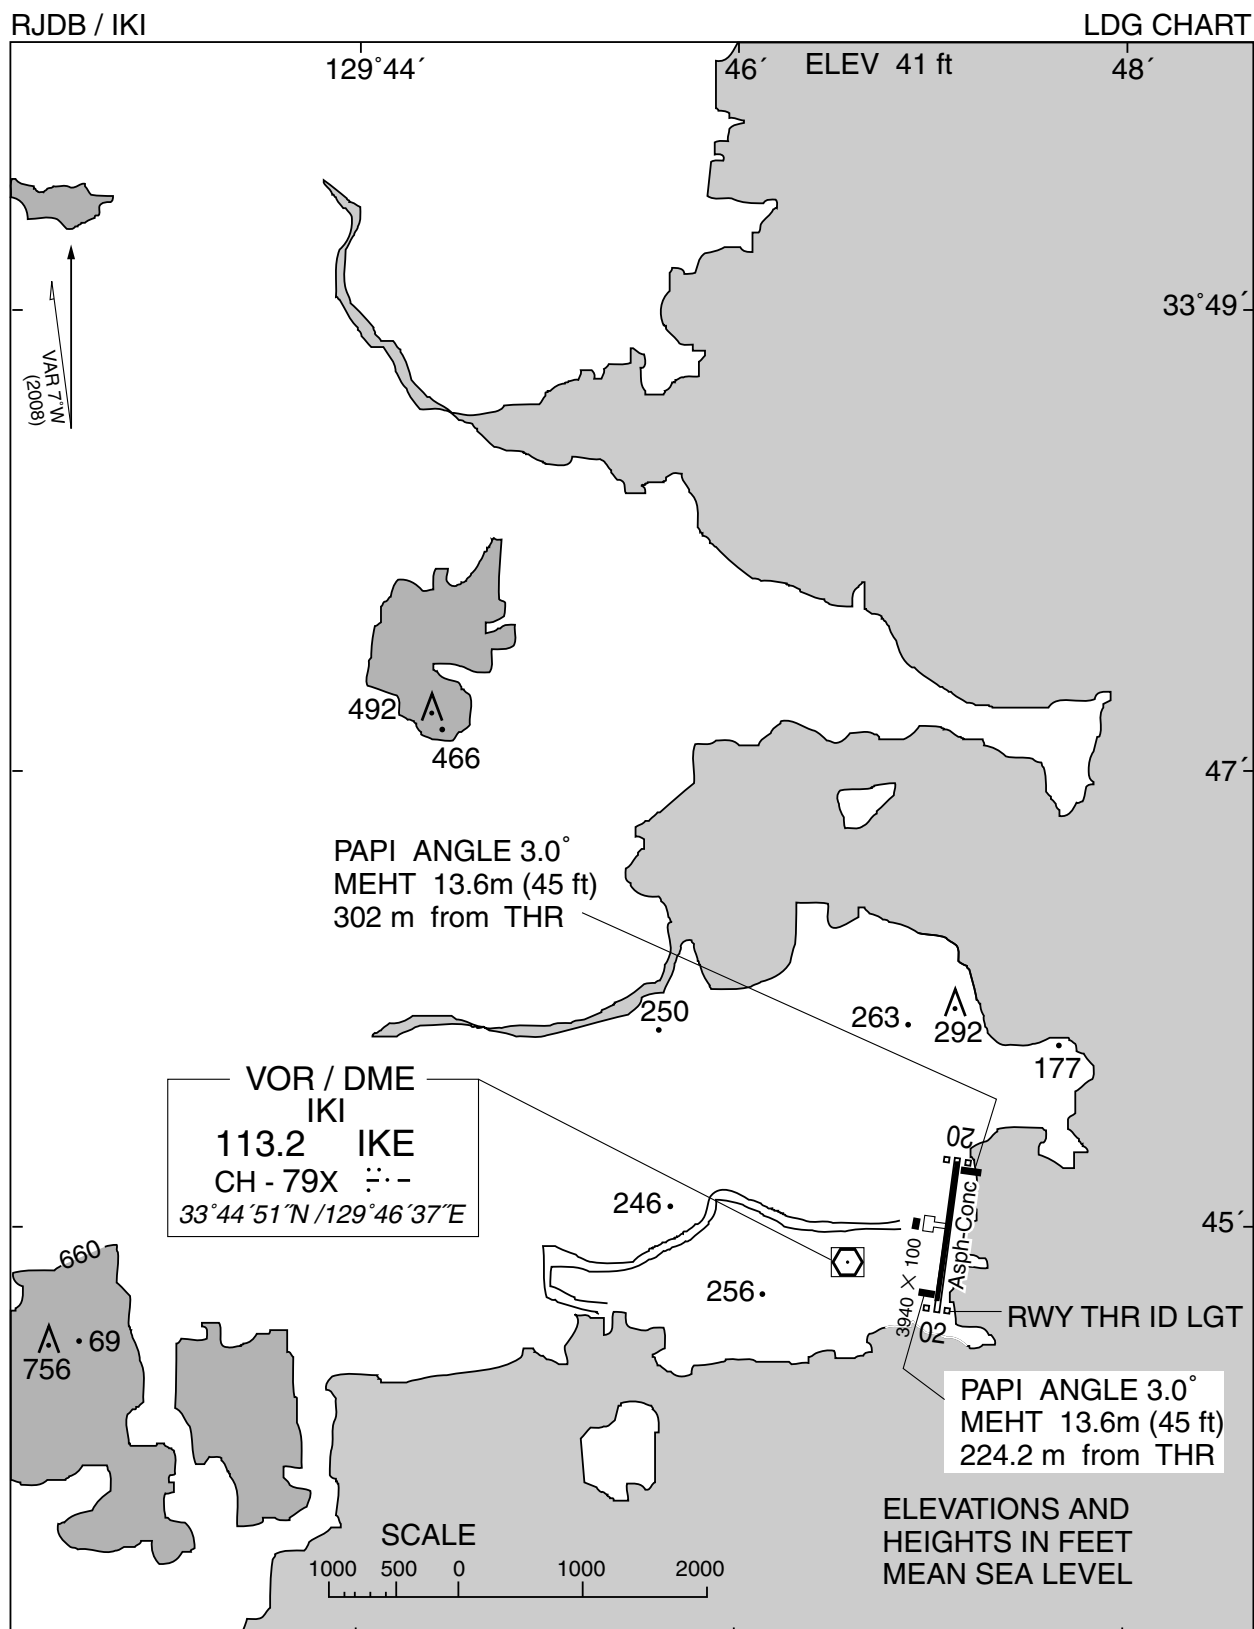 RJDB / IKI
LDG CHART
129°44´
46´
ELEV 41 ft
48´
33°49´
VAR 7°W
(2008)
492
466
47´
PAPI ANGLE 3.0°
MEHT 13.6m (45 ft)
302 m from THR
250
263
292
177
VOR / DME
IKI
113.2 IKE
CH - 79X
33°44´51˝N /129°46´37˝E
20
246
45´
Asph-Conc
3940 × 100
660
256
RWY THR ID LGT
02
69
756
PAPI ANGLE 3.0°
MEHT 13.6m (45 ft)
224.2 m from THR
ELEVATIONS AND
HEIGHTS IN FEET
MEAN SEA LEVEL
SCALE
1000 500 0 1000 2000